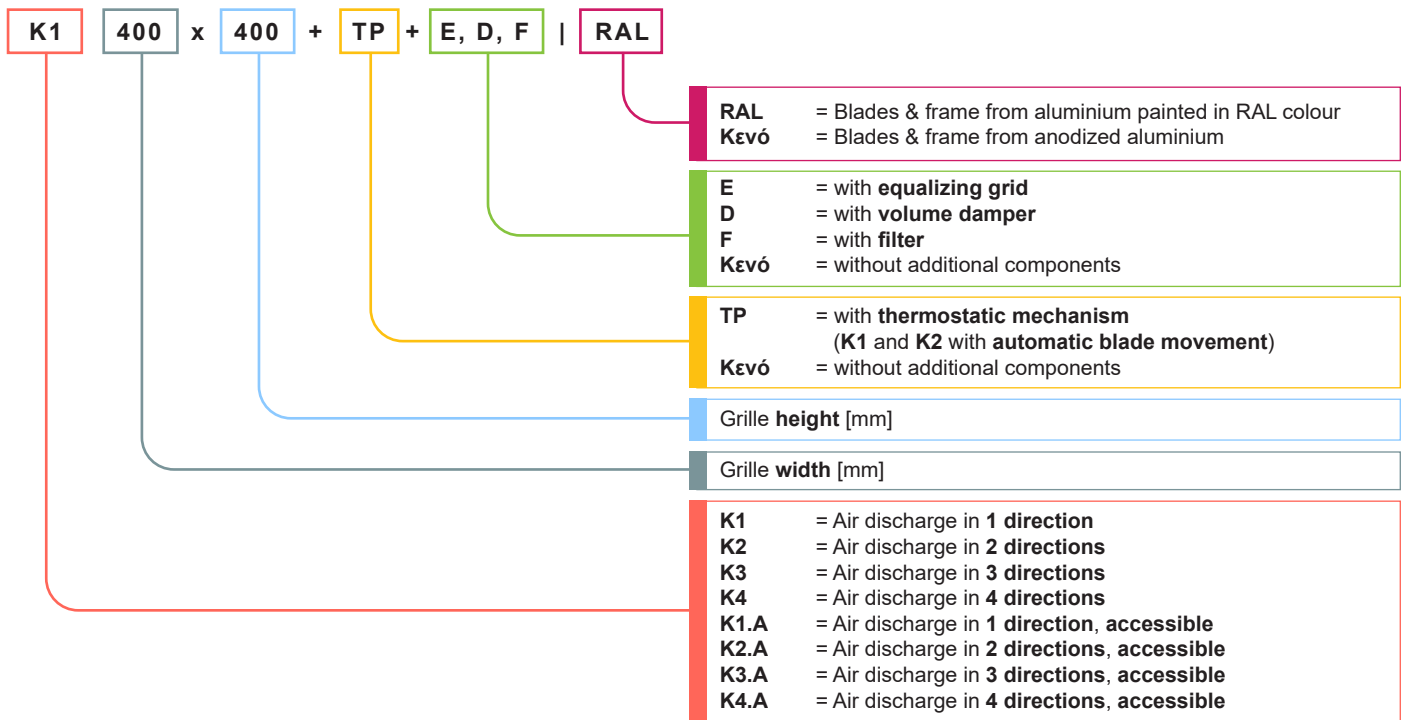 K1 400 x 400 + TP + E, D, F | RAL
RAL = Blades & frame from aluminium painted in RAL colour
Κενό = Blades & frame from anodized aluminium
E = with equalizing grid
D = with volume damper
F = with filter
Κενό = without additional components
TP = with thermostatic mechanism
(K1 and K2 with automatic blade movement)
Κενό = without additional components
Grille height [mm]
Grille width [mm]
K1 = Air discharge in 1 direction
K2 = Air discharge in 2 directions
K3 = Air discharge in 3 directions
K4 = Air discharge in 4 directions
K1.A = Air discharge in 1 direction, accessible
K2.A = Air discharge in 2 directions, accessible
K3.A = Air discharge in 3 directions, accessible
K4.A = Air discharge in 4 directions, accessible